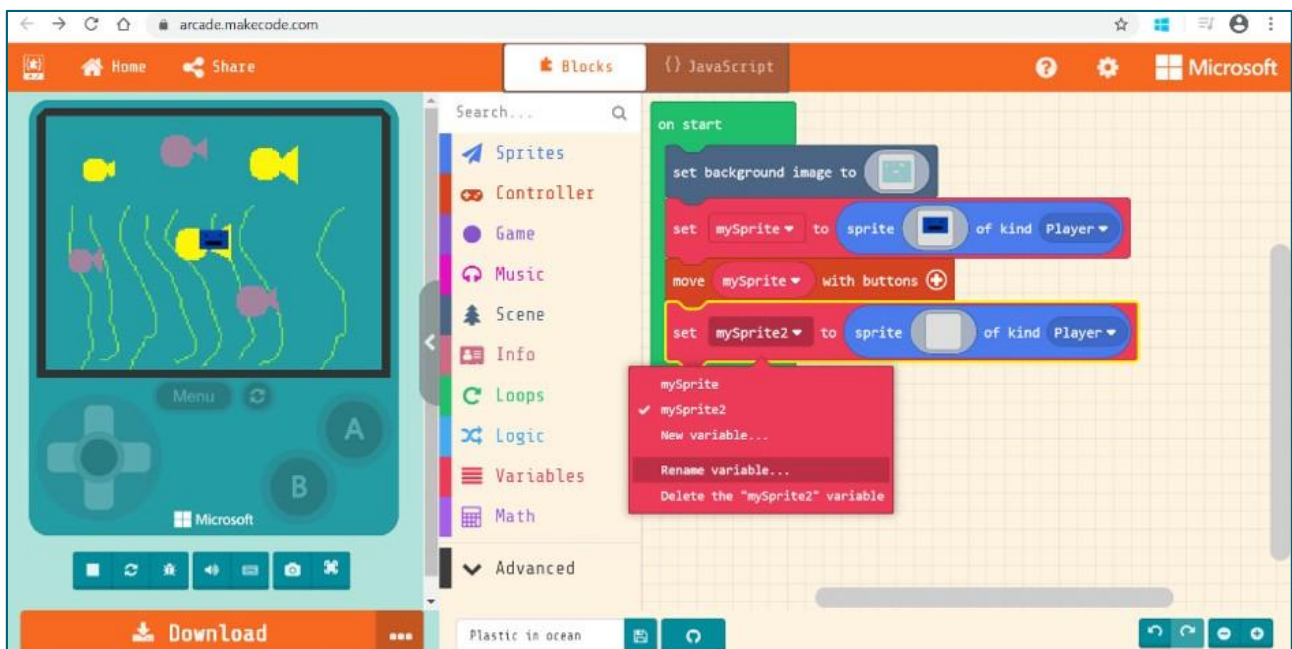 arcade.makecode.com
Home Share Blocks {} JavaScript Microsoft
Menu
A
B
Microsoft
Download
Search...
Sprites
Controller
Game
Music
Scene
Info
Loops
Logic
Variables
Math
Advanced
Plastic in ocean
on start
set background image to
set mySprite to sprite of kind Player
move mySprite with buttons
set mySprite2 to sprite of kind Player
mySprite
mySprite2
New variable...
Rename variable...
Delete the "mySprite2" variable